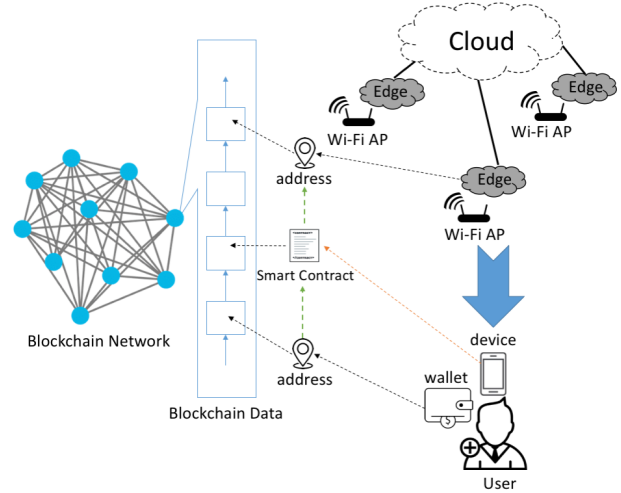 Cloud
Edge
Edge
Wi-Fi AP
Wi-Fi AP
address
Edge
Wi-Fi AP
Smart Contract
Blockchain Network
device
address
wallet
Blockchain Data
$
User